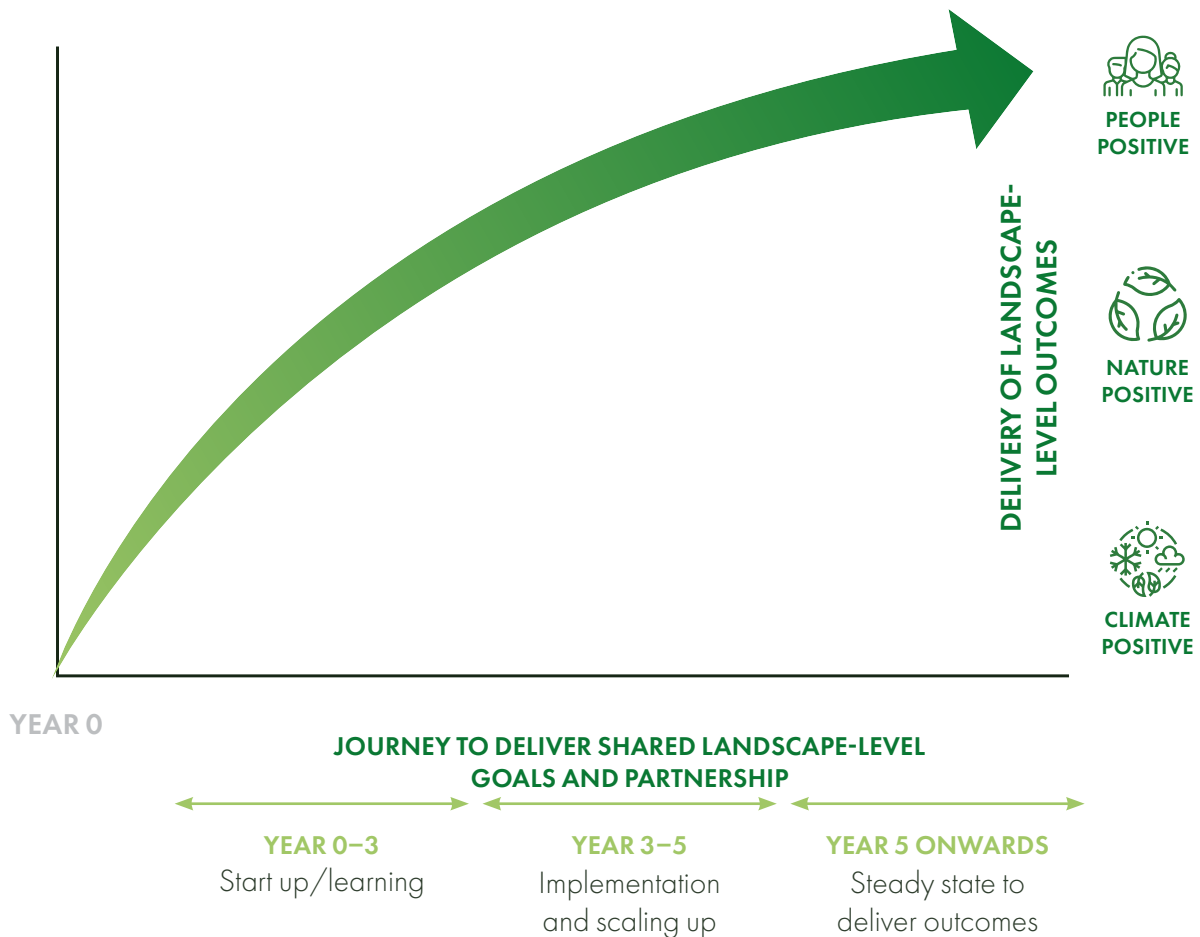 PEOPLE
POSITIVE
DELIVERY OF LANDSCAPE-
LEVEL OUTCOMES
NATURE
POSITIVE
CLIMATE
POSITIVE
YEAR 0
JOURNEY TO DELIVER SHARED LANDSCAPE-LEVEL
GOALS AND PARTNERSHIP
YEAR 0–3
Start up/learning
YEAR 3–5
Implementation
and scaling up
YEAR 5 ONWARDS
Steady state to
deliver outcomes